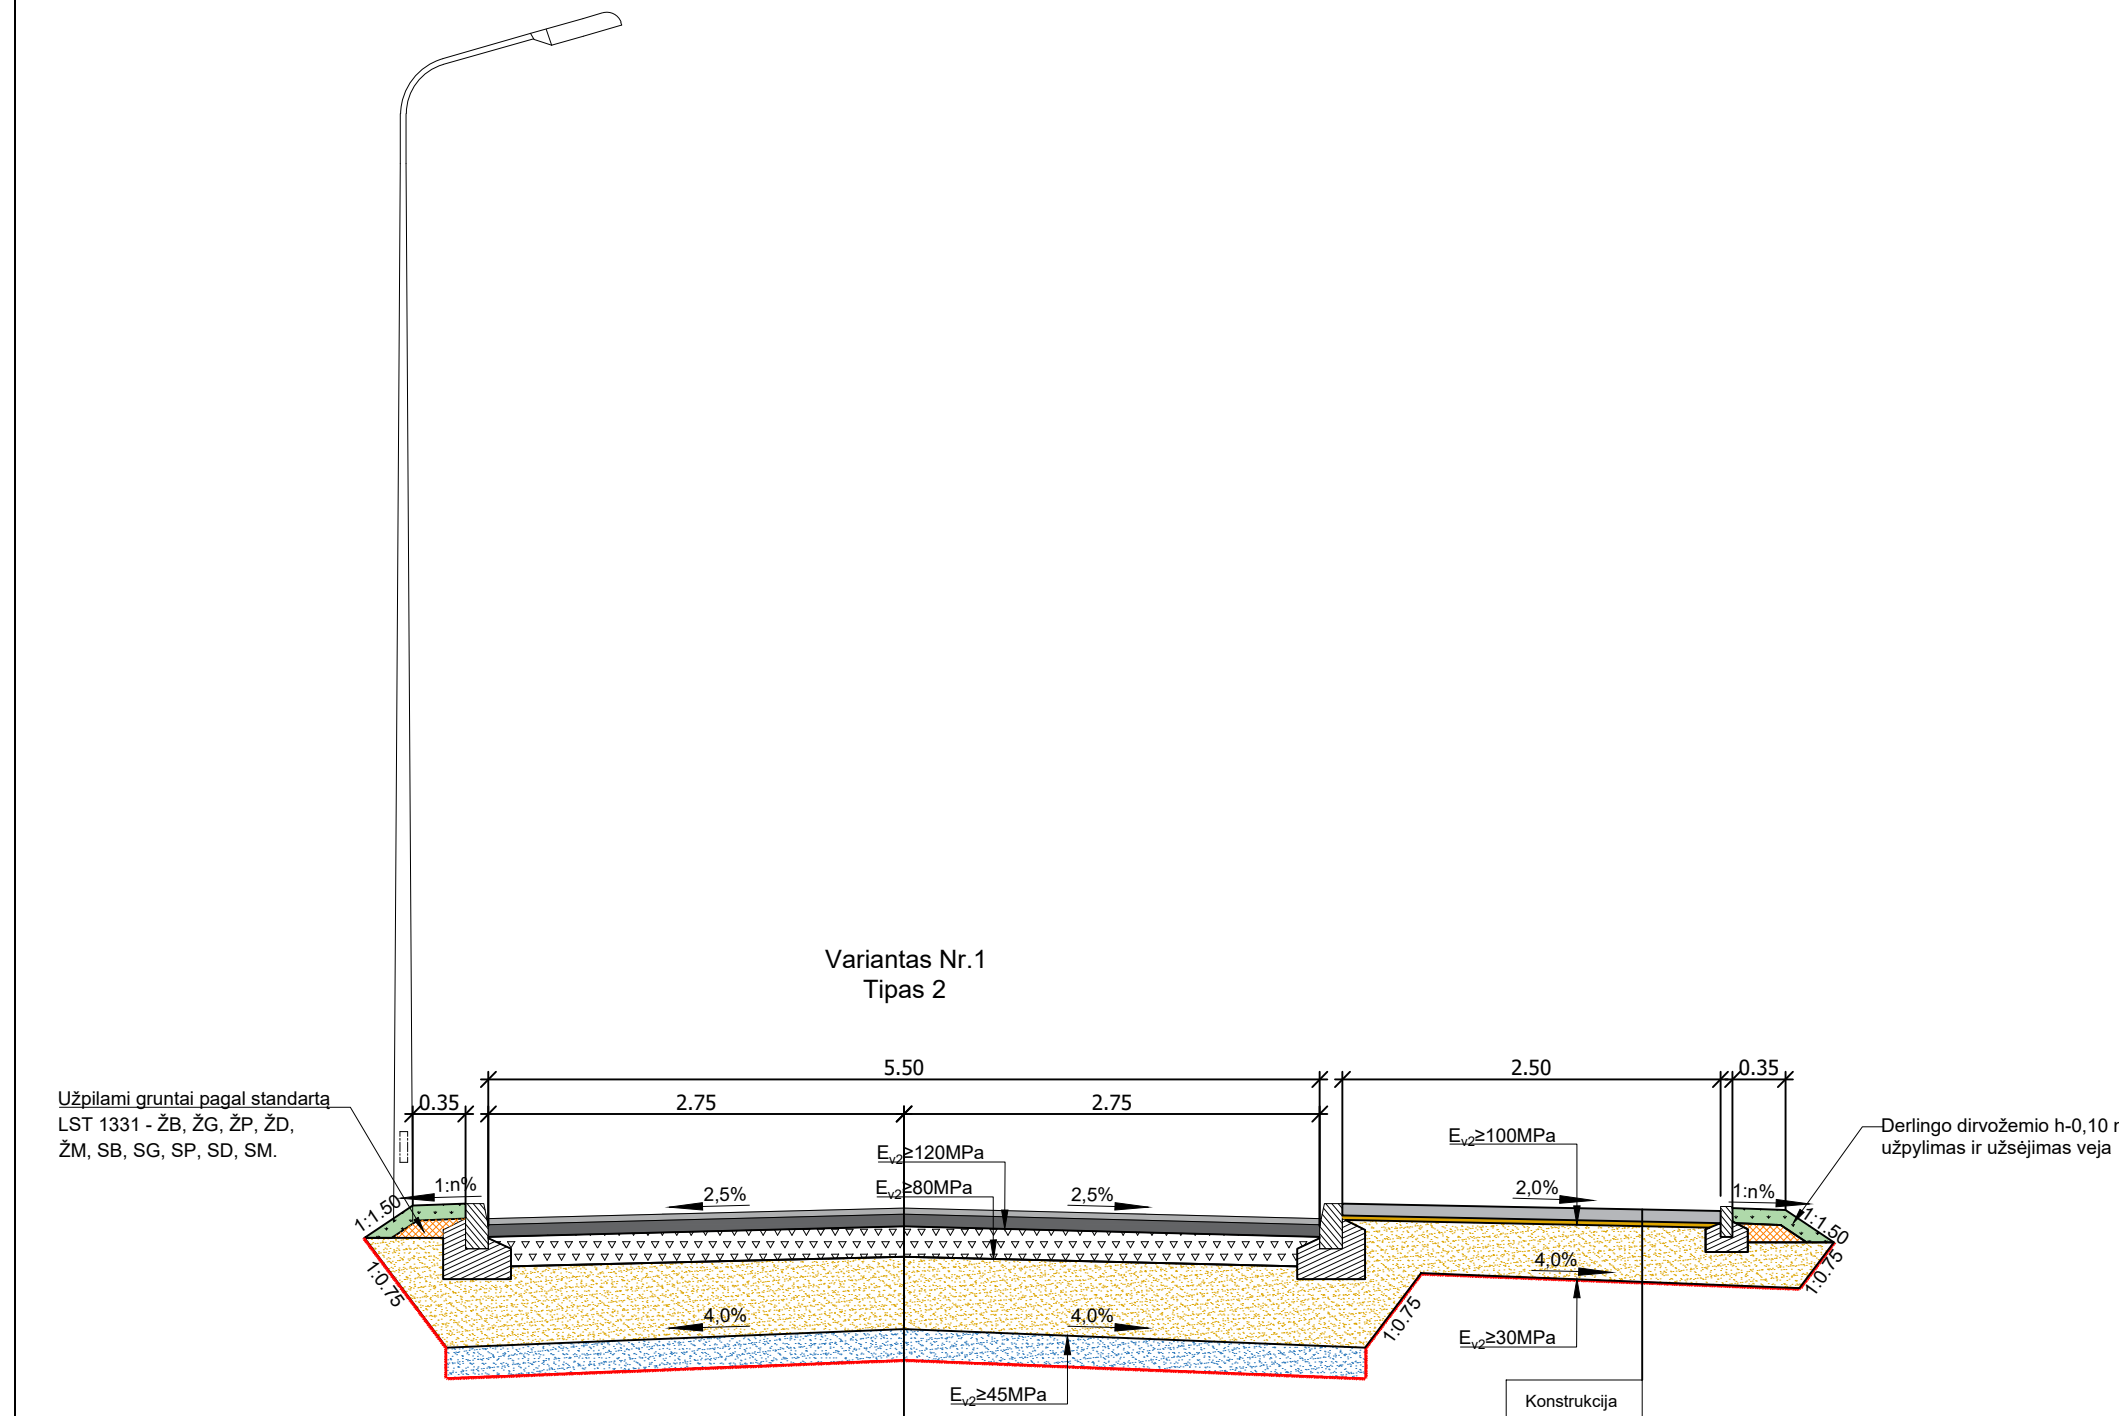 Variantas Nr.1
Tipas 2
5.50
2.50
0.35
0.35
2.75
2.75
Užpilami gruntai pagal standartą
LST 1331 - ŽB, ŽG, ŽP, ŽD,
ŽM, SB, SG, SP, SD, SM.
Derlingo dirvožemio h-0,10
užpylimas ir užsėjimas veja
Ev2≥120MPa
Ev2≥100MPa
Ev2≥80MPa
1:n%
2,5%
2,5%
2,0%
1:n%
1:1.50
1:1.50
1:0.75
4,0%
1:0.75
4,0%
4,0%
1:0.75
Ev2≥30MPa
Ev2≥45MPa
Konstrukcija